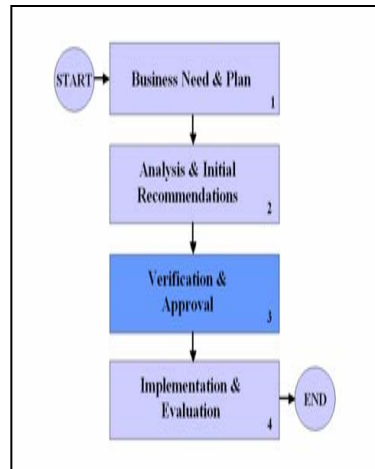 START
Business Need & Plan
1
Analysis & Initial
Recommendations
2
Verification &
Approval
3
Implementation &
Evaluation
4
END